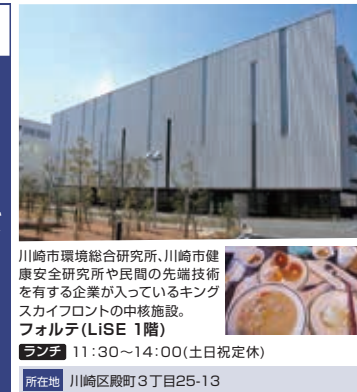 川崎市環境総合研究所、川崎市健
康安全研究所や民間の先端技術
を有する企業が入っているキング
スカイフロントの中核施設。
フォルテ(LiSE 1階)
ランチ 11:30～14:00(土日祝定休)
所在地 川崎区殿町3丁目25-13